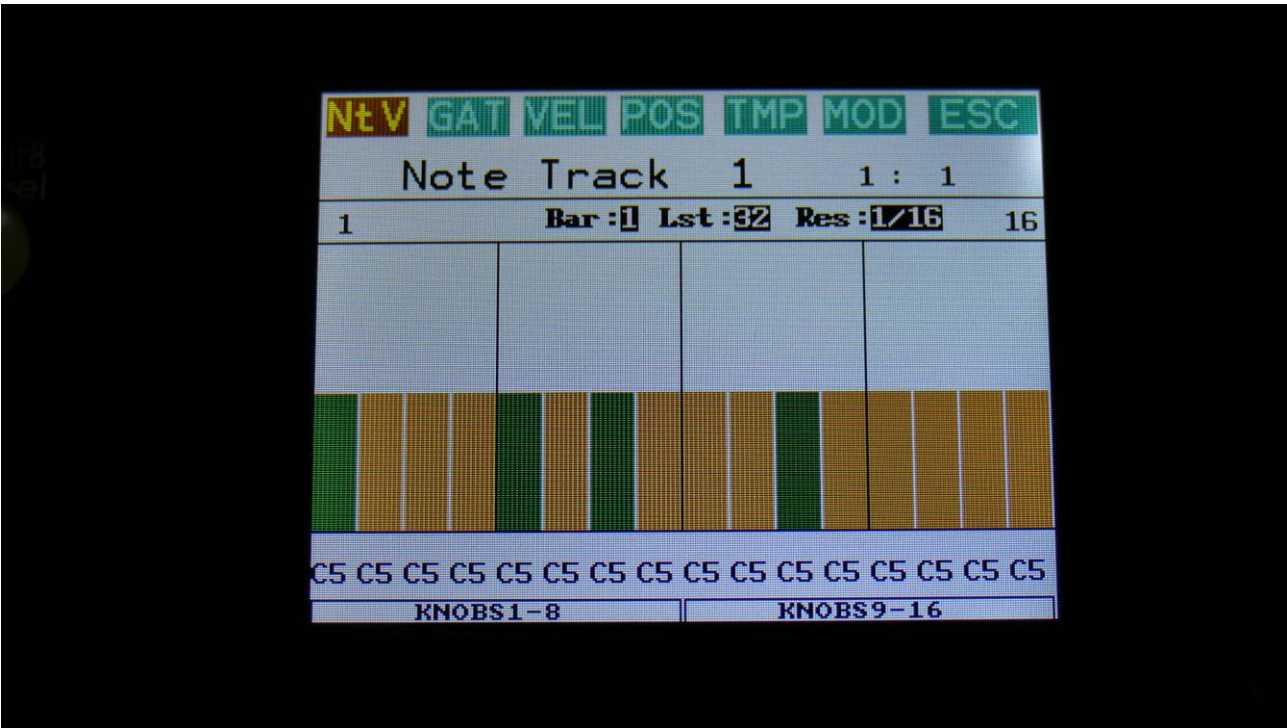 NtV GAT VEL POS TMP MOD ESC
Note Track 1 1: 1
1 Bar:1 Lst:32 Res:1/16 16
C5 C5 C5 C5 C5 C5 C5 C5 C5 C5 C5 C5 C5 C5 C5 C5
KNOBS1-8 KNOBS9-16